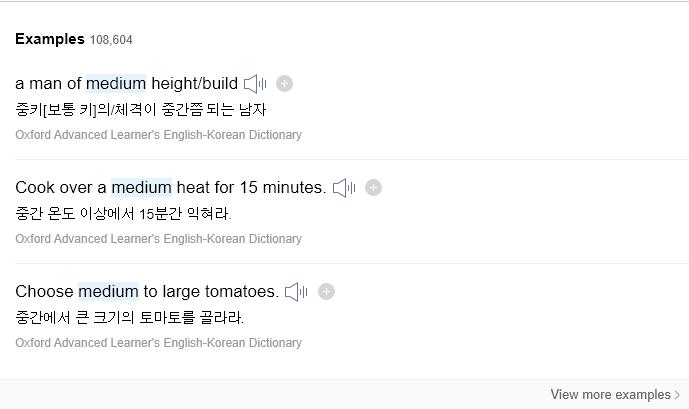 Examples 108,604
a man of medium height/build
중키[보통 키]의/체격이 중간쯤 되는 남자
Oxford Advanced Learner's English-Korean Dictionary
Cook over a medium heat for 15 minutes.
중간 온도 이상에서 15분간 익혀라.
Oxford Advanced Learner's English-Korean Dictionary
Choose medium to large tomatoes.
중간에서 큰 크기의 토마토를 골라라.
Oxford Advanced Learner's English-Korean Dictionary
View more examples